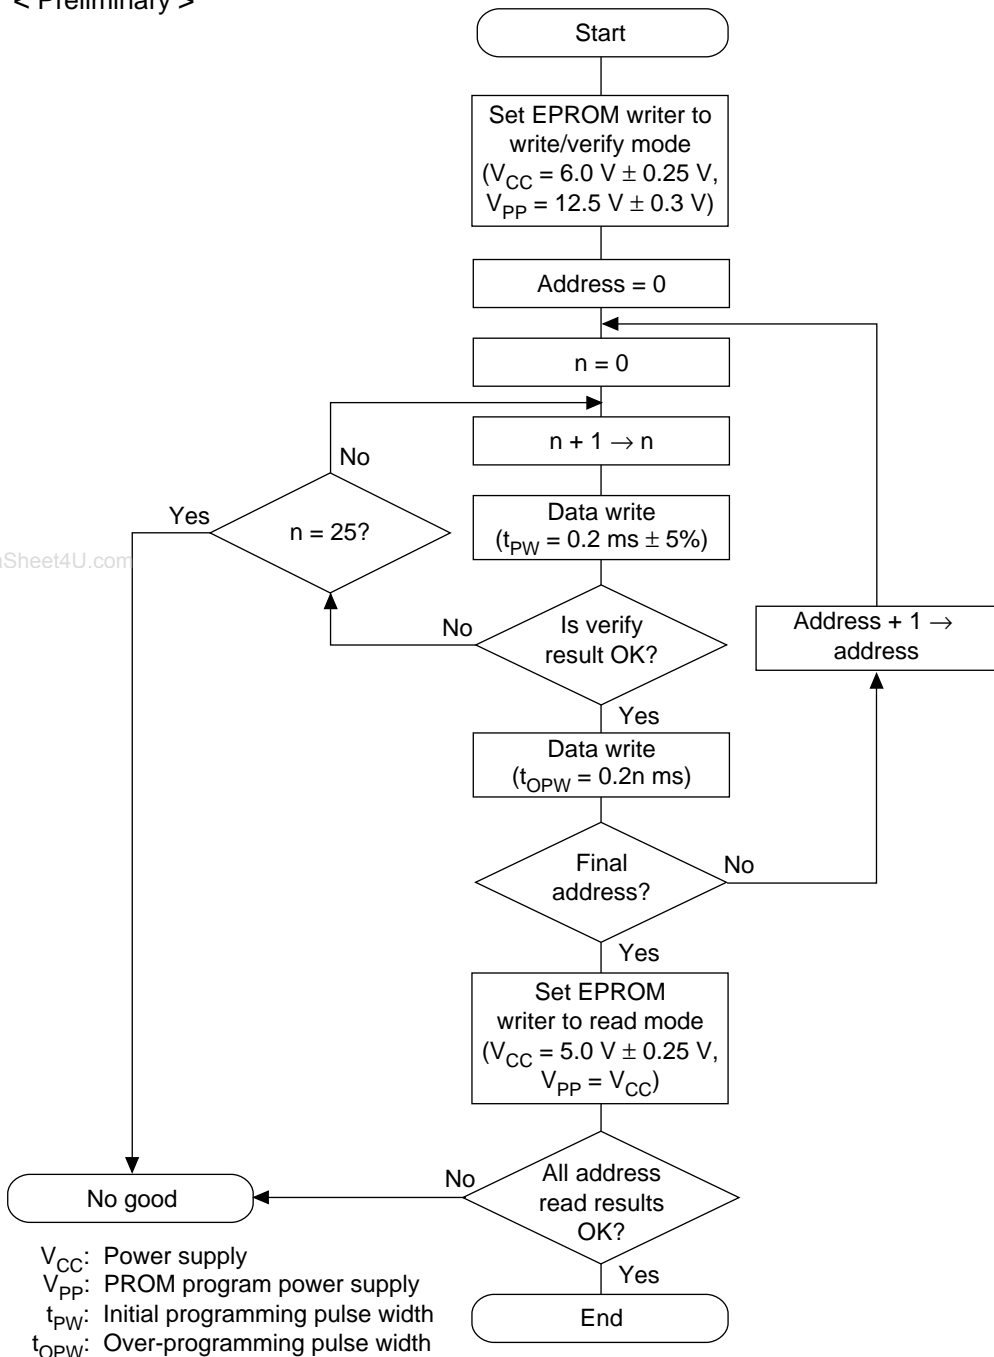 < Preliminary >
Start
Set EPROM writer to
write/verify mode
(VCC = 6.0 V ± 0.25 V,
VPP = 12.5 V ± 0.3 V)
Address = 0
n = 0
n + 1 → n
No
Yes
n = 25?
Data write
(tPW = 0.2 ms ± 5%)
Sheet4U.com
No
Is verify
result OK?
Address + 1 →
address
Yes
Data write
(tOPW = 0.2n ms)
Final
address?
No
Yes
Set EPROM
writer to read mode
(VCC = 5.0 V ± 0.25 V,
VPP = VCC)
No
All address
read results
OK?
No good
Yes
End
VCC: Power supply
VPP: PROM program power supply
tPW: Initial programming pulse width
tOPW: Over-programming pulse width